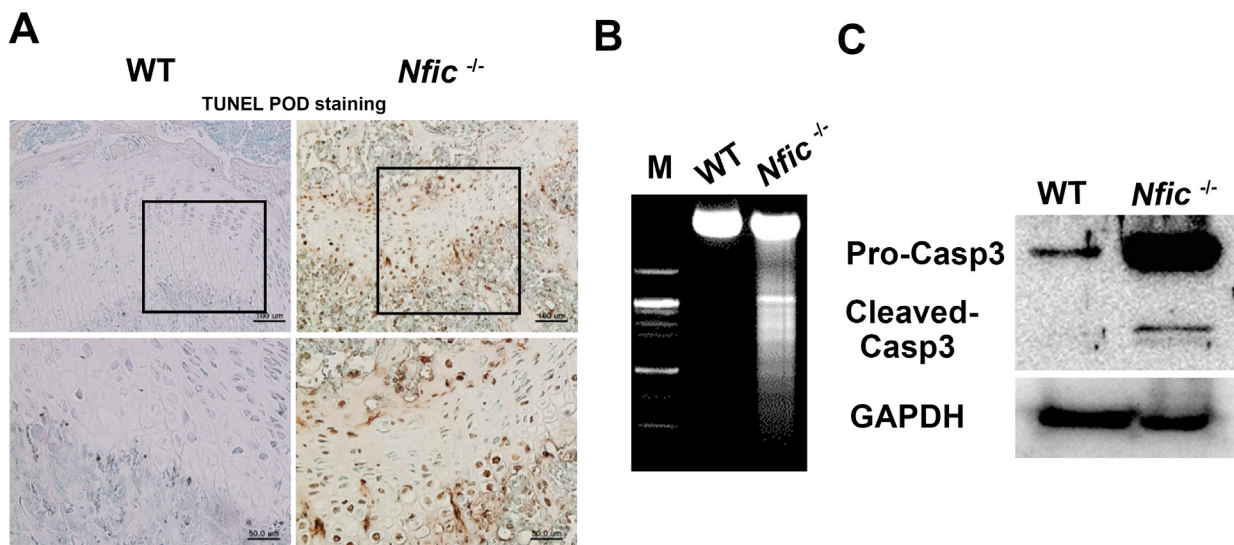 A
WT
Nfic -/-
TUNEL POD staining
100 um
100 um
50.0 um
50.0 um
B
M
WT
Nfic -/-
C
WT
Nfic -/-
Pro-Casp3
Cleaved-
Casp3
GAPDH